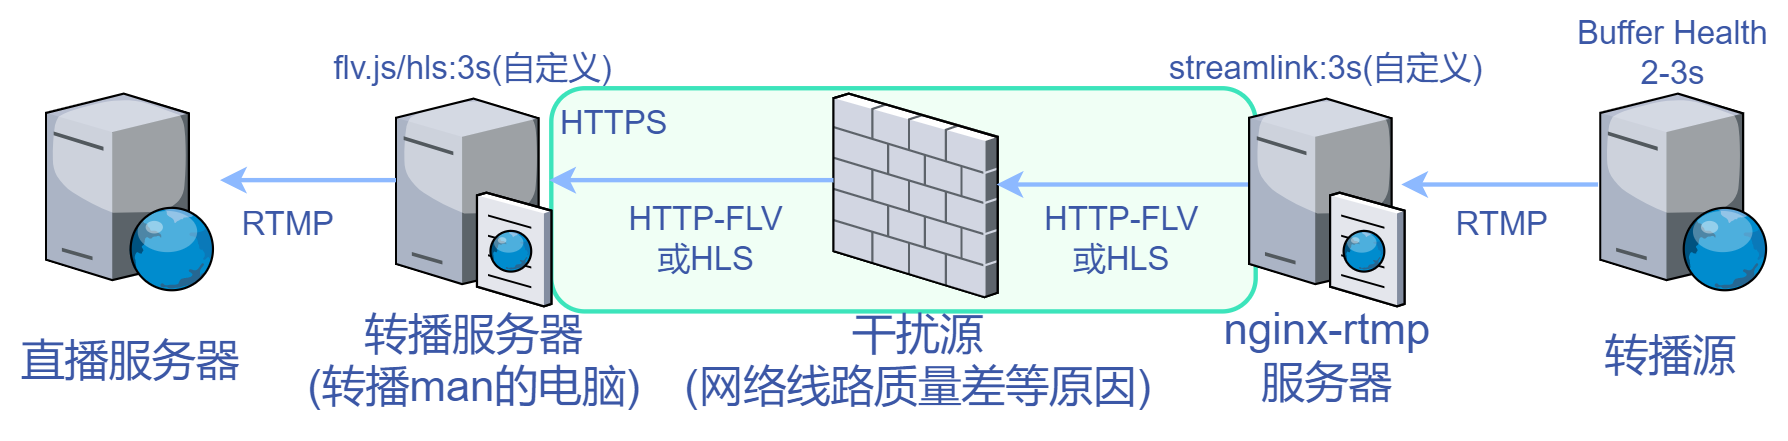 Buffer Health
2-3s
flv.js/hls:3s(自定义)
streamlink:3s(自定义)
HTTPS
RTMP
HTTP-FLV
或HLS
HTTP-FLV
或HLS
RTMP
直播服务器
转播服务器
(转播man的电脑)
干扰源
(网络线路质量差等原因)
nginx-rtmp
服务器
转播源